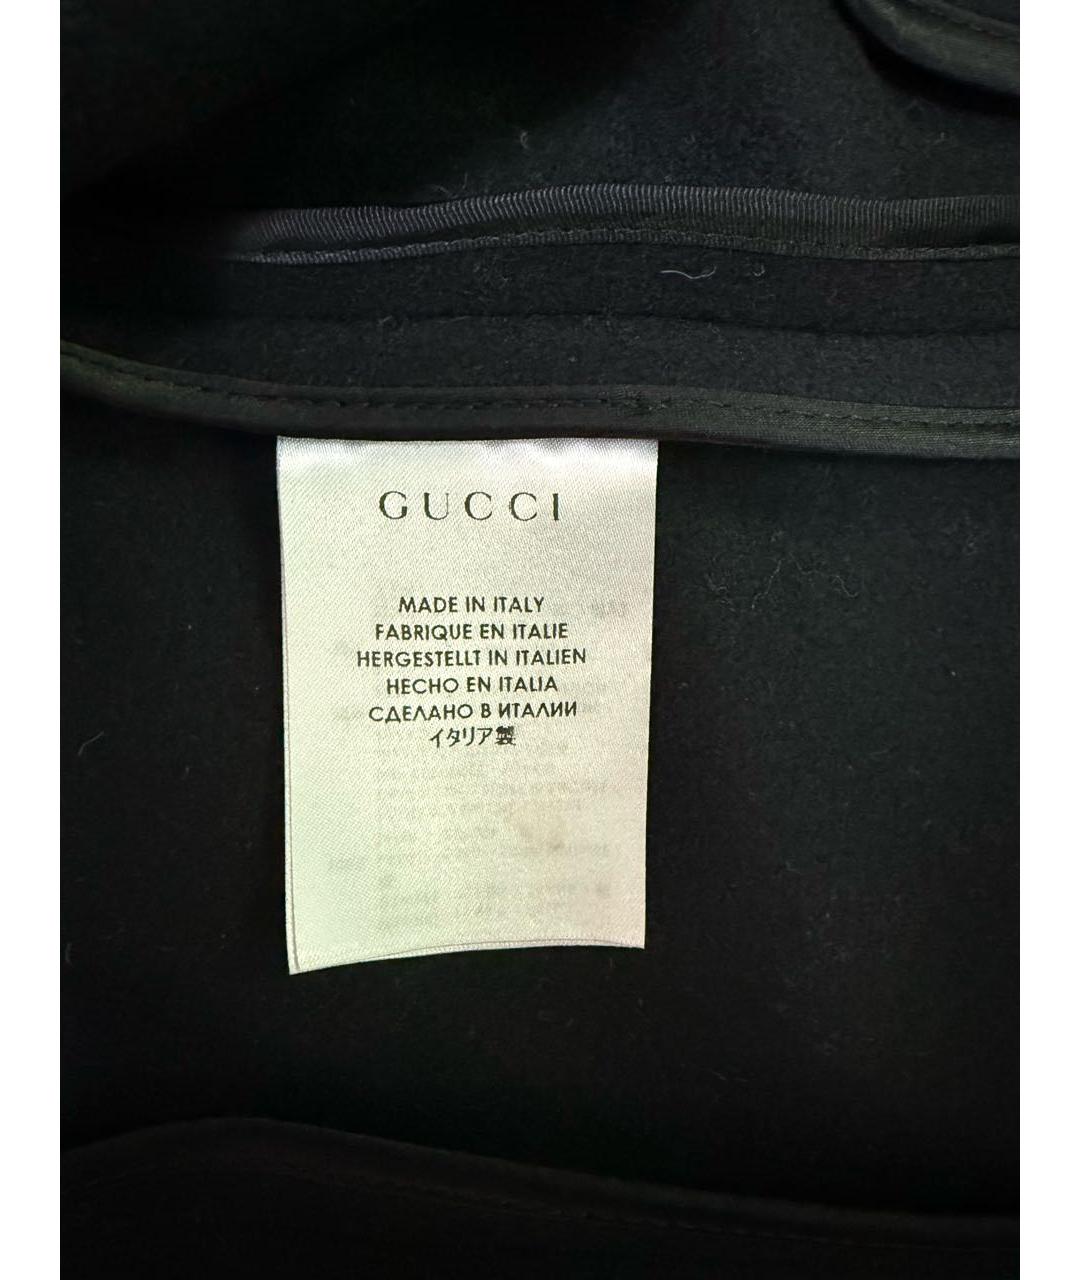 GUCCI
MADE IN ITALY
FABRIQUE EN ITALIE
HERGESTELLT IN ITALIEN
HECHO EN ITALIA
СДЕЛАНО В ИТАЛИИ
イタリア製